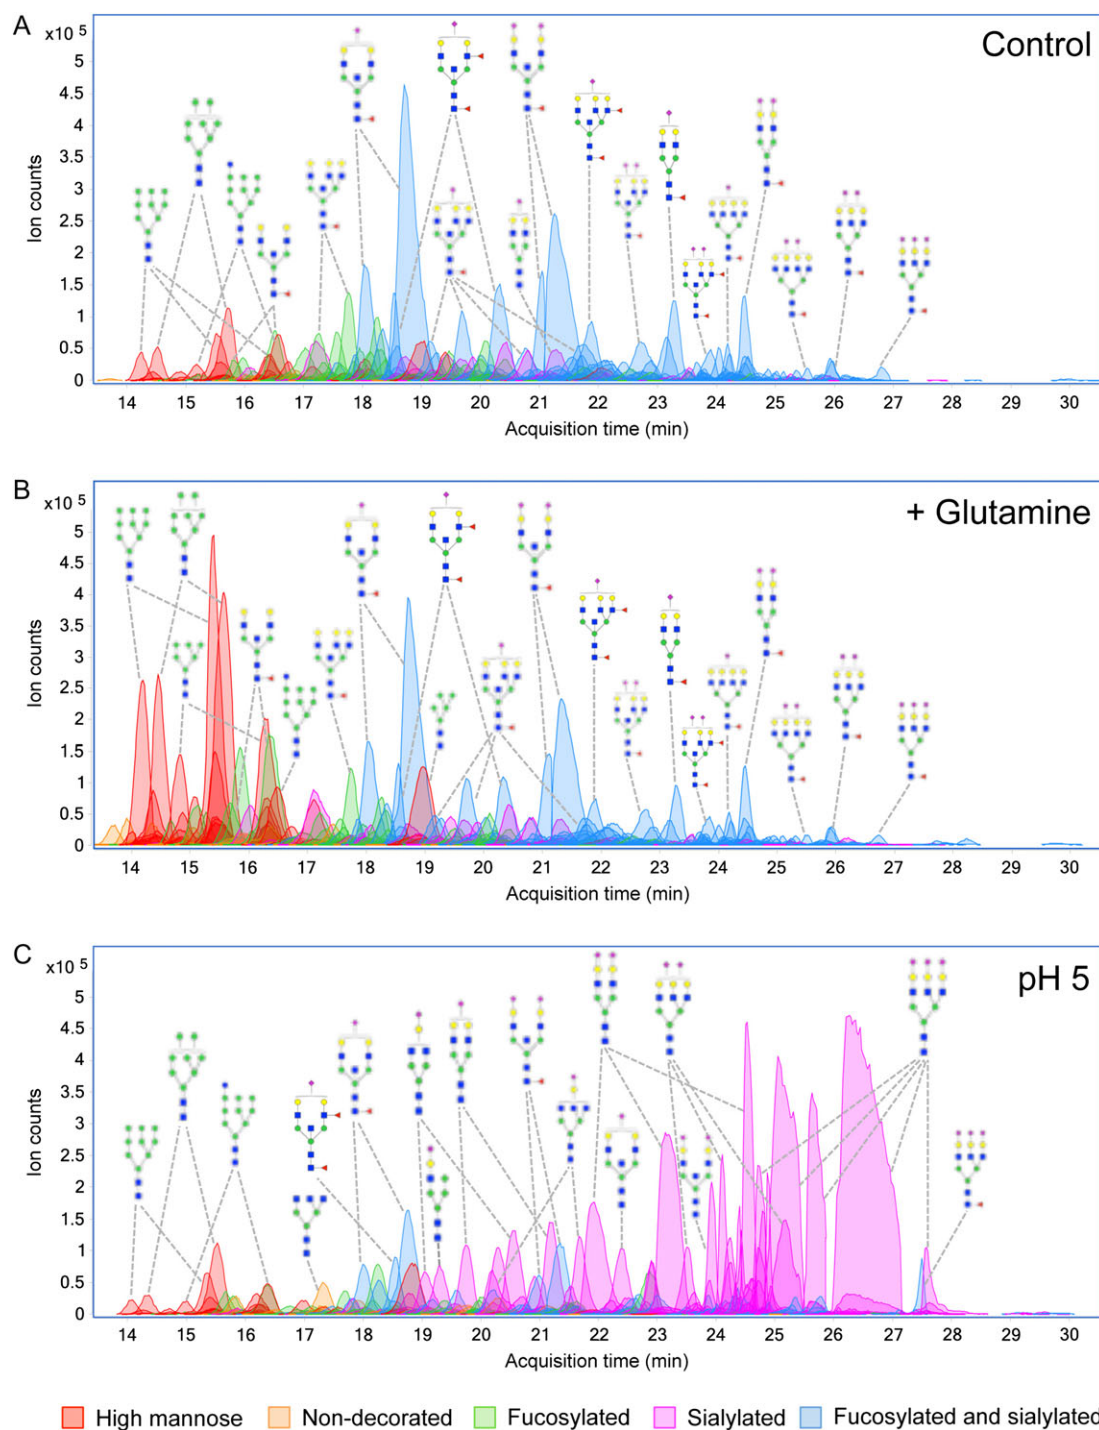 A
x10 5
Control
5
4.5
4
3.5
3
2.5
2
1.5
1
0.5
0
Ion counts
14 15 16 17 18 19 20 21 22 23 24 25 26 27 28 29 30
Acquisition time (min)
B
x10 5
+ Glutamine
5
4.5
4
3.5
3
2.5
2
1.5
1
0.5
0
Ion counts
14 15 16 17 18 19 20 21 22 23 24 25 26 27 28 29 30
Acquisition time (min)
C
x10 5
pH 5
5
4.5
4
3.5
3
2.5
2
1.5
1
0.5
0
Ion counts
14 15 16 17 18 19 20 21 22 23 24 25 26 27 28 29 30
Acquisition time (min)
High mannose Non-decorated Fucosylated Sialylated Fucosylated and sialylated